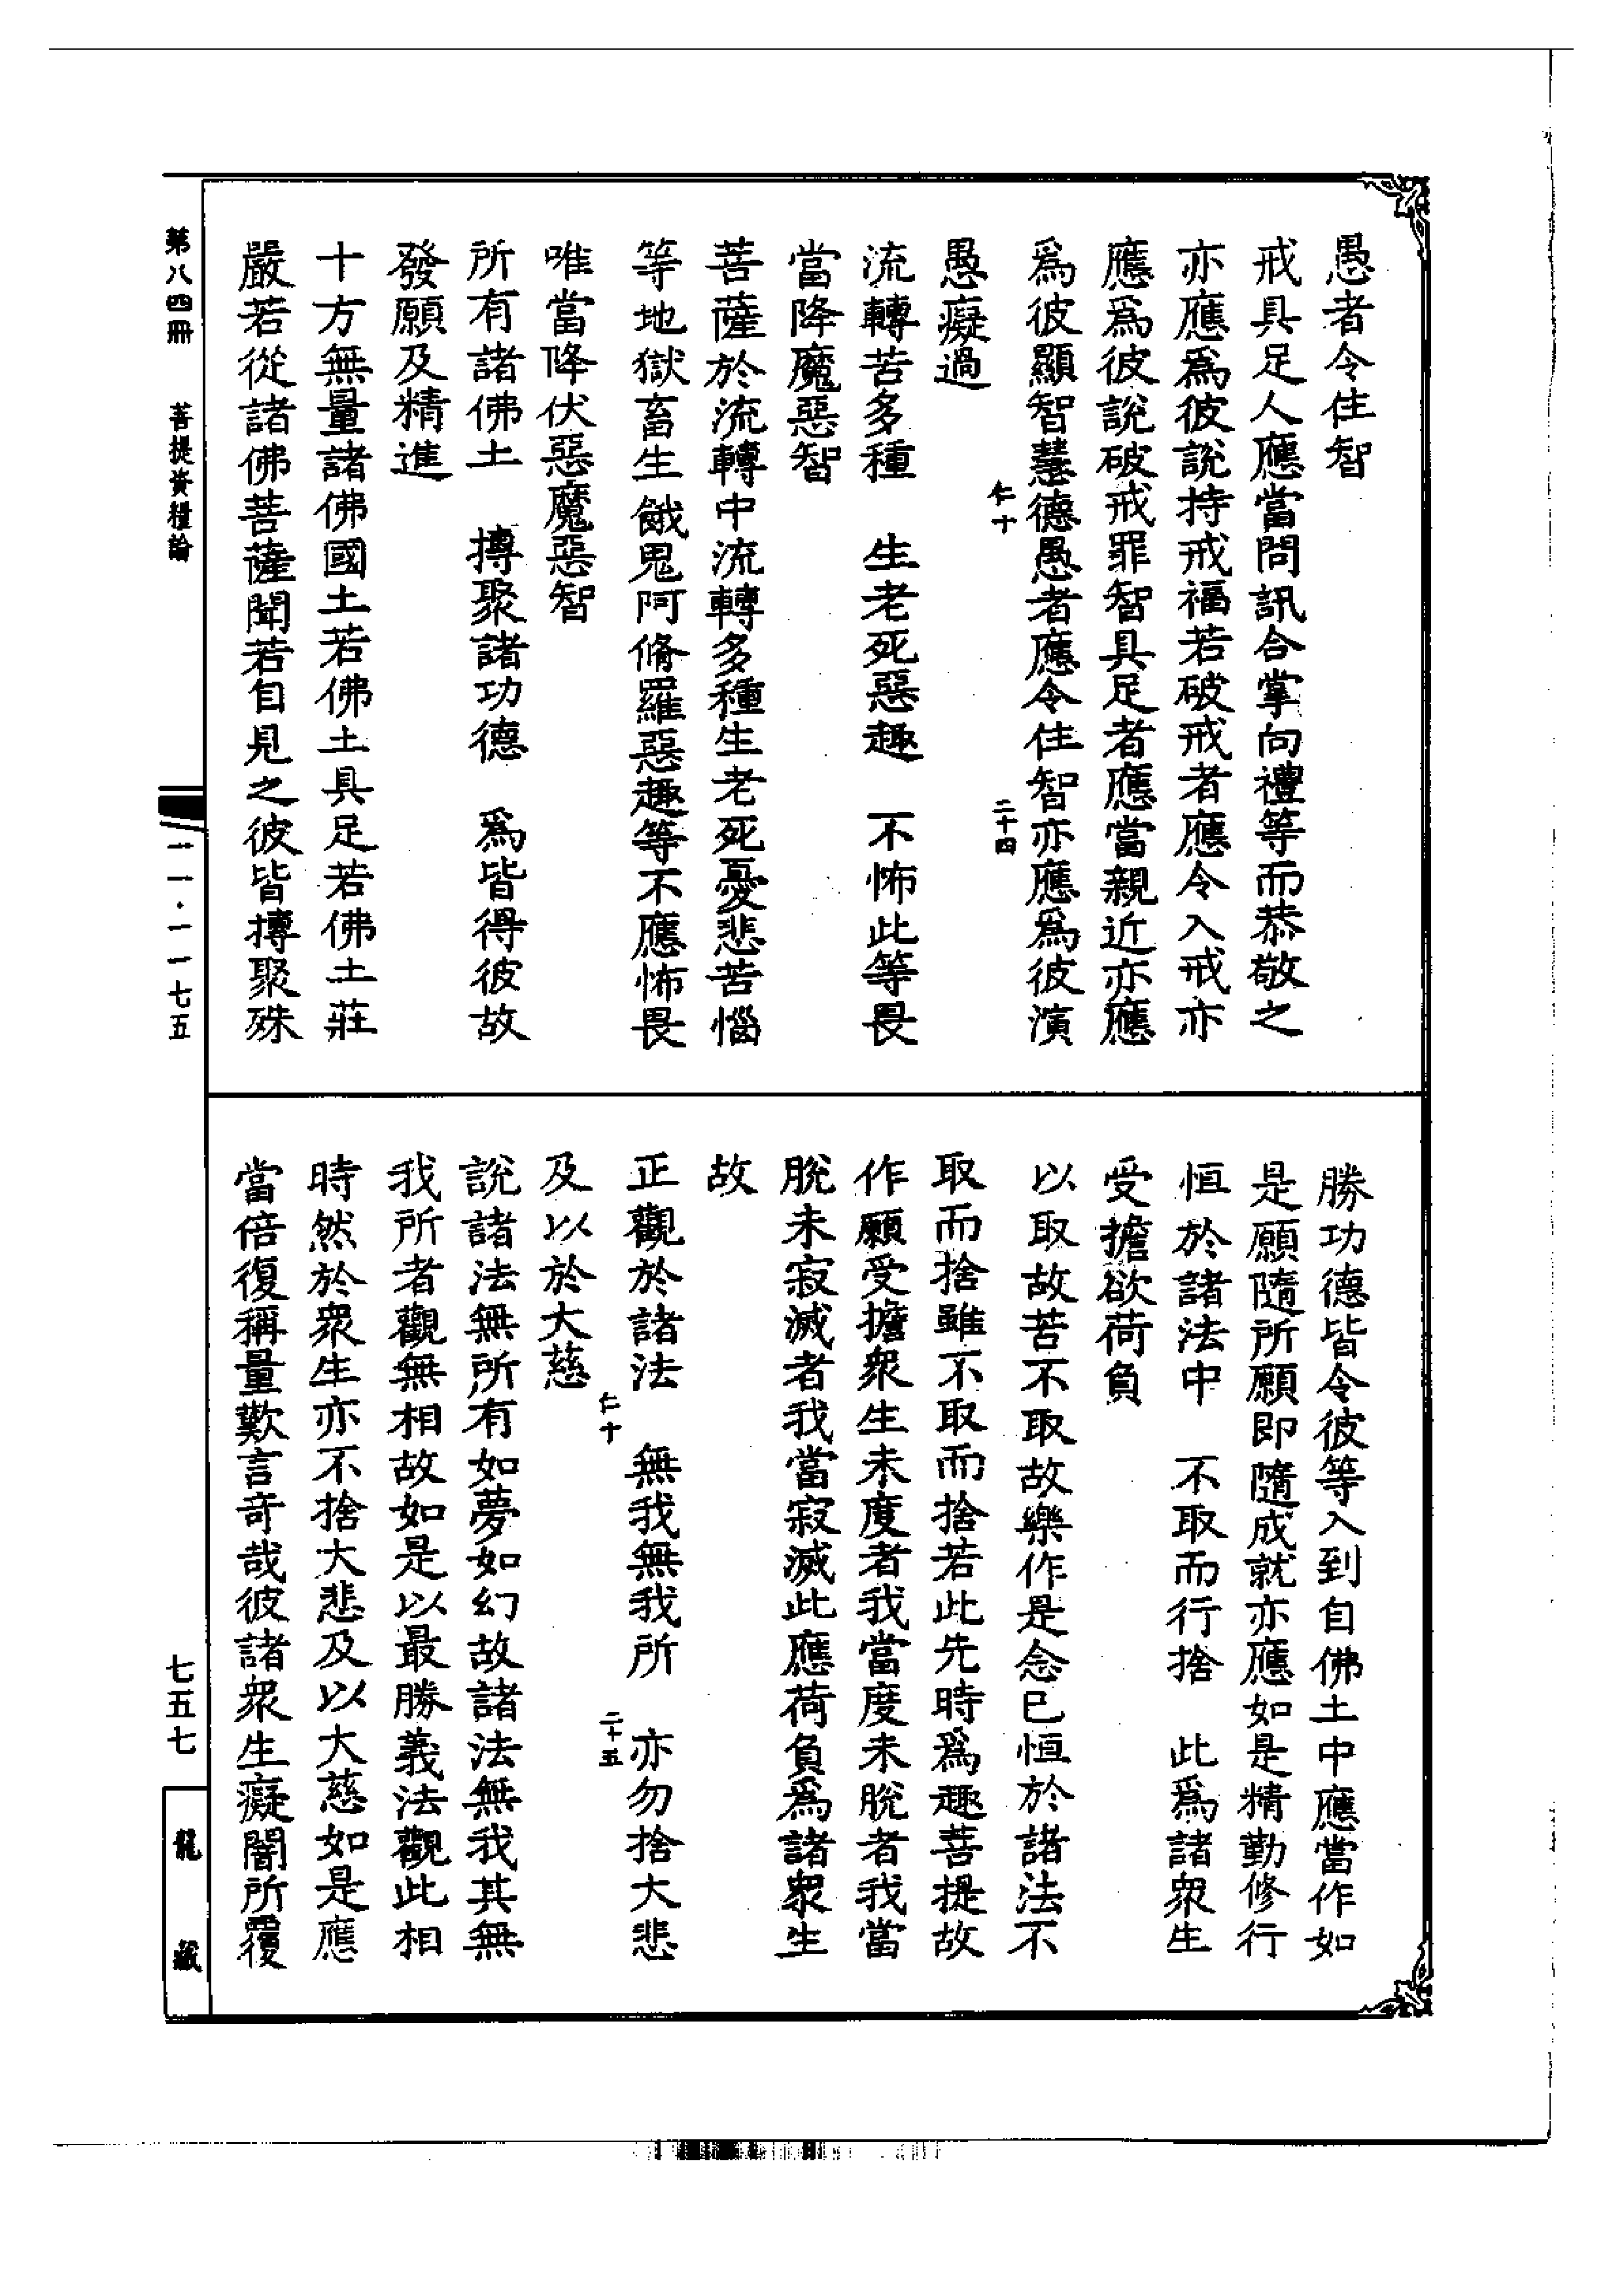 愚者令住智
戒具足人應當問訊合掌向禮等而恭敬之
亦應爲彼說持戒福若破戒者應令入戒亦
應爲彼說破戒罪智具足者應當親近亦應
爲彼顯智慧德愚者應令住智亦應爲彼演
仁十 二十四
愚癡過
流轉苦多種 生老死惡趣 不怖此等畏
當降魔惡智
菩薩於流轉中流轉多種生老死憂悲苦惱
等地獄畜生餓鬼阿脩羅惡趣等不應怖畏
唯當降伏惡魔惡智
所有諸佛土 摶聚諸功德 爲皆得彼故
發願及精進
十方無量諸佛國土若佛土具足若佛土莊
嚴若從諸佛菩薩聞若自見之彼皆摶聚殊
勝功德皆令彼等入到自佛土中應當作如
是願隨所願即隨成就亦應如是精勤修行
恒於諸法中 不取而行捨 此爲諸衆生
受擔欲荷負
以取故苦不取故樂作是念已恒於諸法不
取而捨雖不取而捨若此先時爲趣菩提故
作願受擔衆生未度者我當度未脫者我當
脫未寂滅者我當寂滅此應荷負爲諸衆生
故
正觀於諸法 無我無我所 亦勿捨大悲
仁十 二十五
及以於大慈
說諸法無所有如夢如幻故諸法無我其無
我所者觀無相故如是以最勝義法觀此相
時然於衆生亦不捨大悲及以大慈如是應
當倍復稱量歎言奇哉彼諸衆生癡闇所覆
第八四冊 菩提資糧論 一一·一一七五
七五七 龍藏